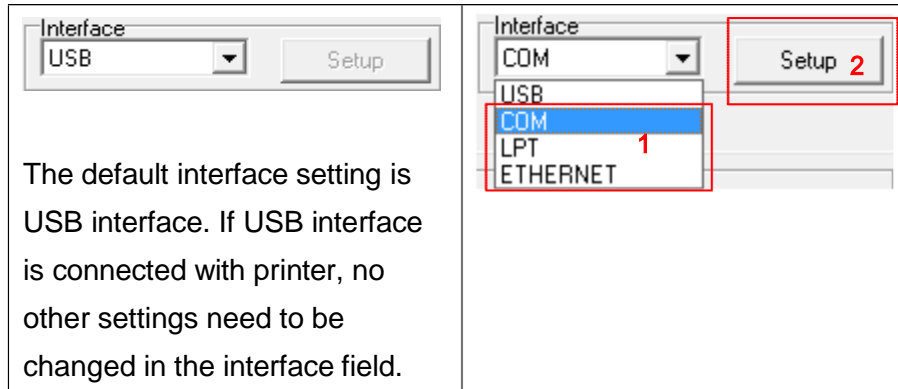 Interface
USB
Setup
The default interface setting is
USB interface. If USB interface
is connected with printer, no
other settings need to be
changed in the interface field.
Interface
COM
Setup 2
USB
COM
LPT 1
ETHERNET